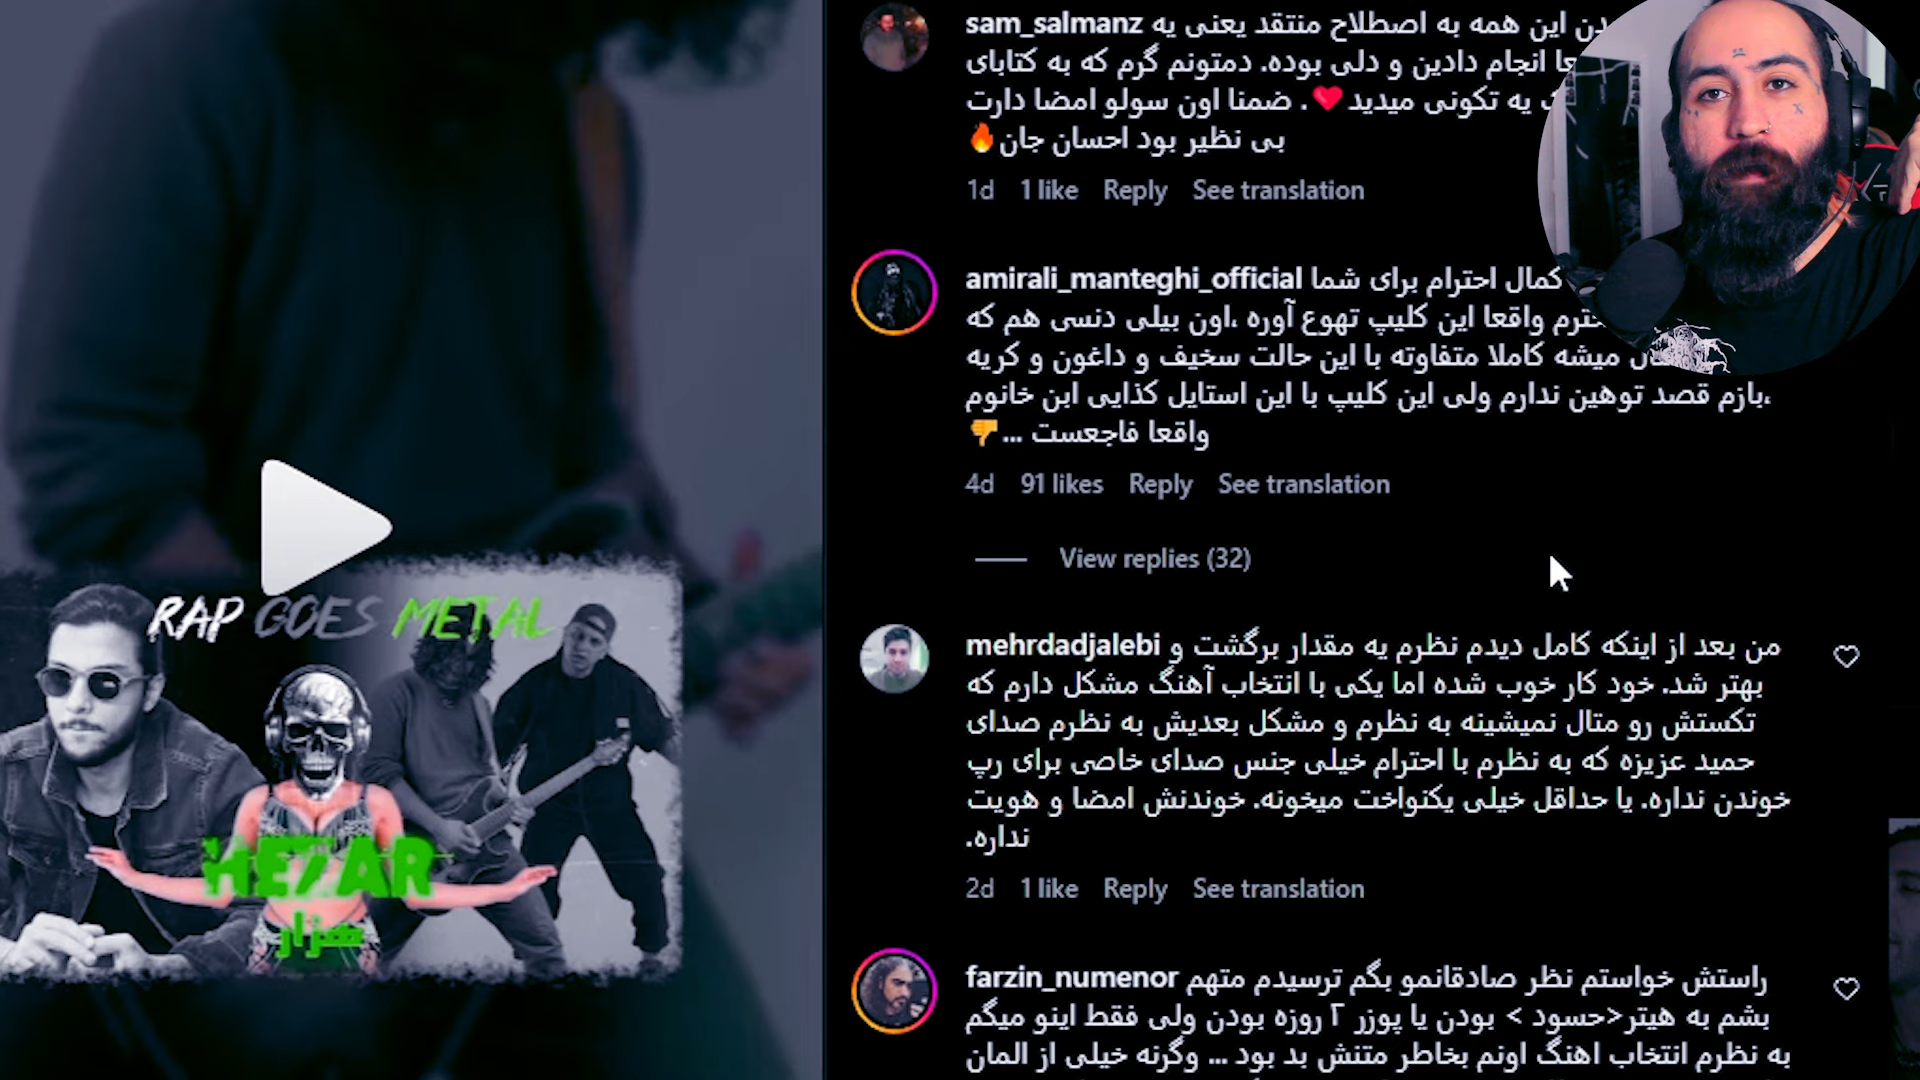 sam_salmanz دن این همه به اصطلاح منتقد یعنی یه
انجام دادین و دلی بوده. دمتونم گرم که به کتابای
یه تکونی میدید❤️. ضمنا اون سولو امضا دارت
بی نظیر بود احسان جان🔥
1d 1 like Reply See translation
amirali_manteghi_official کمال احترام برای شما
واقعا این کلیپ تهوع آوره ،اون بیلی دنسی هم که
میشه کاملا متفاوته با این حالت سخیف و داغون و کریه
،بازم قصد توهین ندارم ولی این کلیپ با این استایل کذایی ابن خانوم
واقعا فاجعست ...👎
4d 91 likes Reply See translation
View replies (32)
mehrdadjalebi من بعد از اینکه کامل دیدم نظرم یه مقدار برگشت و
بهتر شد. خود کار خوب شده اما یکی با انتخاب آهنگ مشکل دارم که
تکستش رو متال نمیشینه به نظرم و مشکل بعدیش به نظرم صدای
حمید عزیزه که به نظرم با احترام خیلی جنس صدای خاصی برای رپ
خوندن نداره. یا حداقل خیلی یکنواخت میخونه. خوندنش امضا و هویت
نداره.
2d 1 like Reply See translation
farzin_numenor راستش خواستم نظر صادقانمو بگم ترسیدم متهم
بشم به هیتر<حسود > بودن یا پوزر ۲ روزه بودن ولی فقط اینو میگم
به نظرم انتخاب اهنگ اونم بخاطر متنش بد بود ... وگرنه خیلی از المان
RAP GOES METAL
HEZAR
هزار